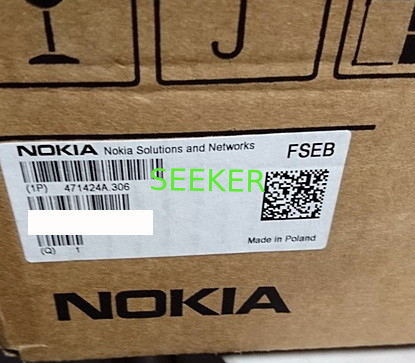 NOKIA Nokia Solutions and Networks FSEB
(1P) 471424A.306
SEEKER
(Q) 1
Made in Poland
NOKIA